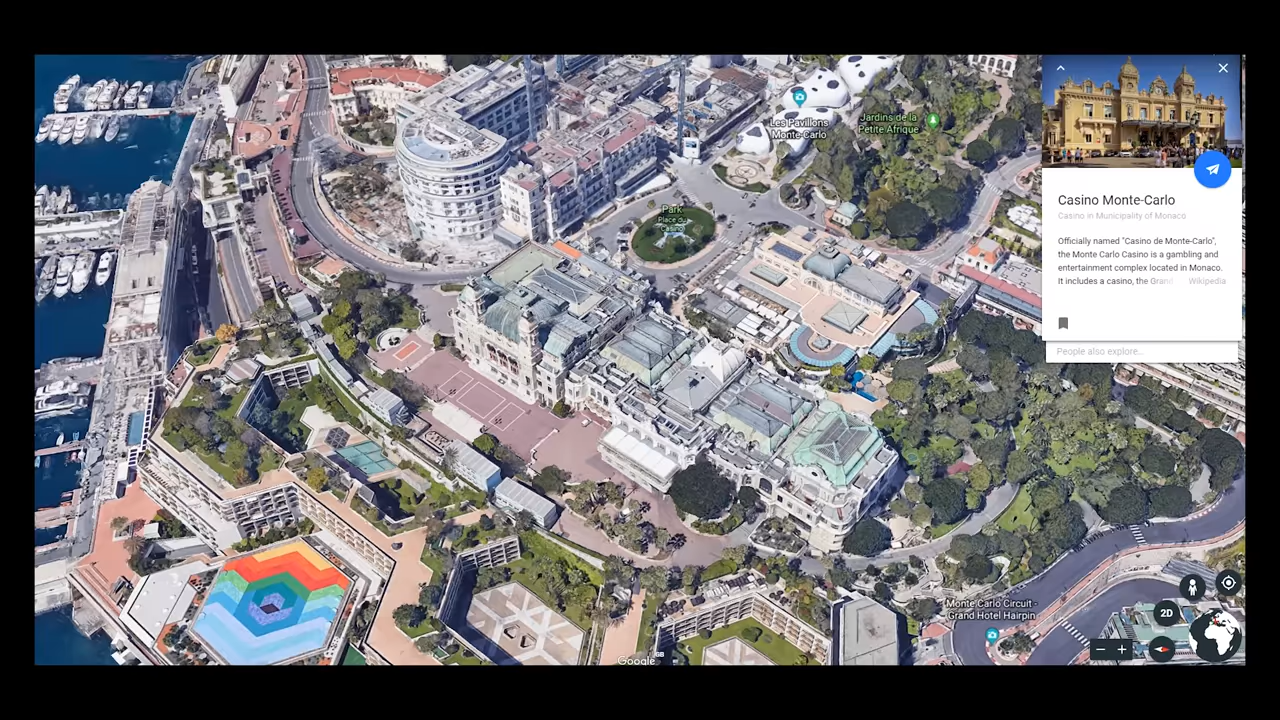 Les Pavillons
Monte-Carlo
Jardins de la
Petite Afrique
Park
Place du
Casino
Monte Carlo Circuit -
Grand Hotel Hairpin
Google
Casino Monte-Carlo
Casino in Municipality of Monaco
Officially named "Casino de Monte-Carlo",
the Monte Carlo Casino is a gambling and
entertainment complex located in Monaco.
It includes a casino, the Grand Wikipedia
People also explore...
2D